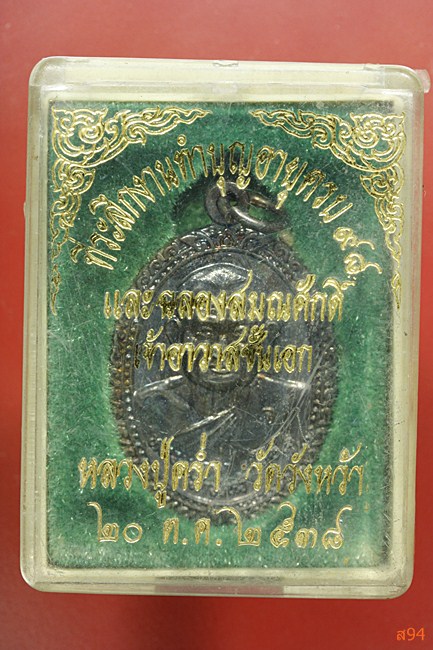 ที่ระลึกงานทำบุญอายุครบ ๙๘
และ ฉลองสมณศักดิ์
เจ้าอาวาสชั้นเอก
หลวงปู่คร่ำ วัดวังหว้า
๒๐ ต.ค. ๒๕๓๘
ส94